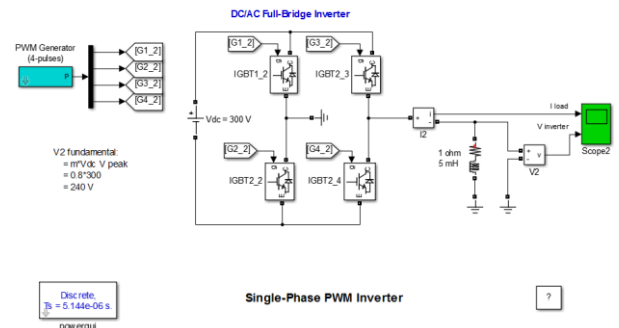 DC/AC Full-Bridge Inverter
PWM Generator
(4-pulses)
P
[G1_2]
[G2_2]
[G3_2]
[G4_2]
[G1_2]
[G3_2]
IGBT1_2
IGBT2_3
Vdc = 300 V
[G2_2]
[G4_2]
IGBT2_2
IGBT2_4
I2
I load
V inverter
Scope2
1 ohm
5 mH
V2
V2 fundamental:
= m*Vdc V peak
= 0.8*300
= 240 V
Discrete,
Ts = 5.144e-06 s.
powergui
Single-Phase PWM Inverter
?